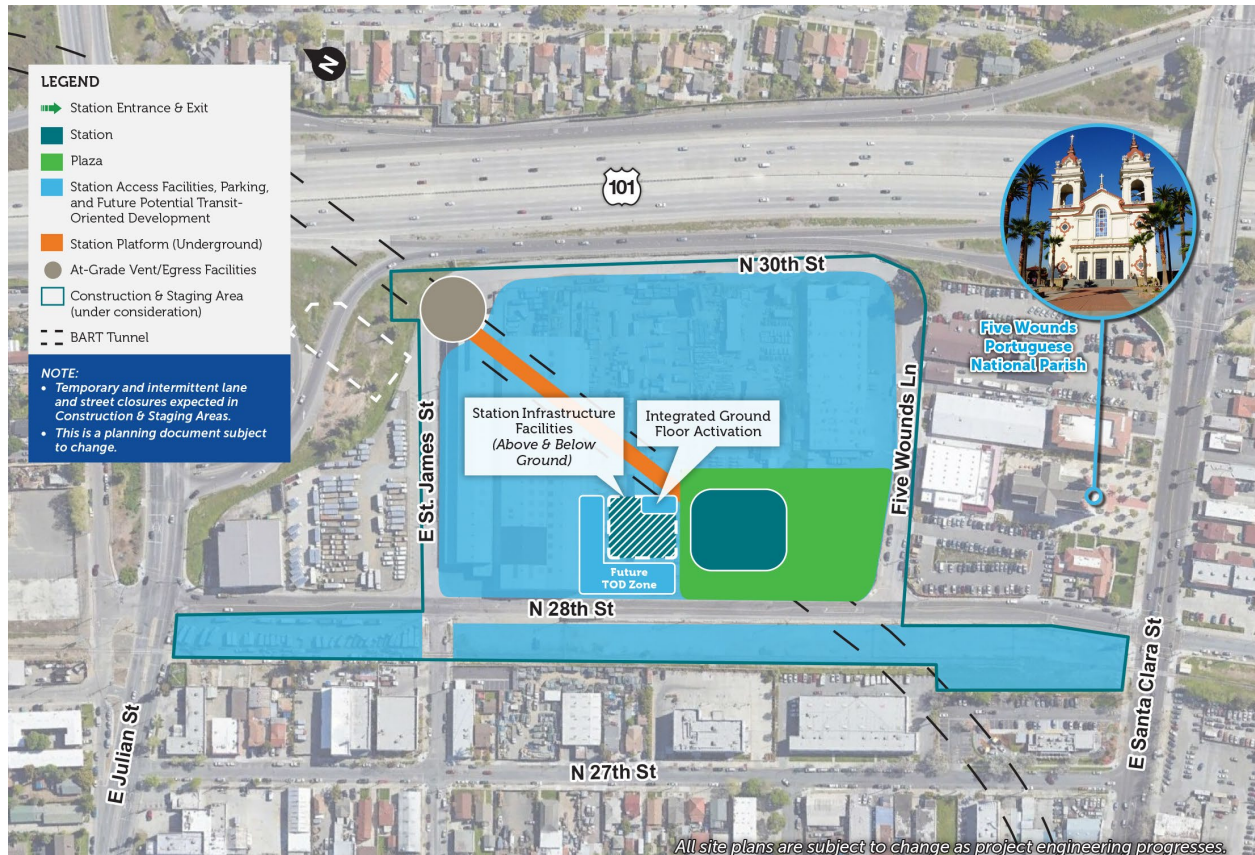 N
LEGEND
Station Entrance & Exit
Station
Plaza
Station Access Facilities, Parking,
and Future Potential Transit-
Oriented Development
Station Platform (Underground)
At-Grade Vent/Egress Facilities
Construction & Staging Area
(under consideration)
BART Tunnel
NOTE:
• Temporary and intermittent lane
and street closures expected in
Construction & Staging Areas.
• This is a planning document subject
to change.
101
N 30th St
Five Wounds
Portuguese
National Parish
E St. James St
Station Infrastructure
Facilities
(Above & Below
Ground)
Integrated Ground
Floor Activation
Five Wounds Ln
Future
TOD Zone
N 28th St
E Julian St
E Santa Clara St
N 27th St
All site plans are subject to change as project engineering progresses.